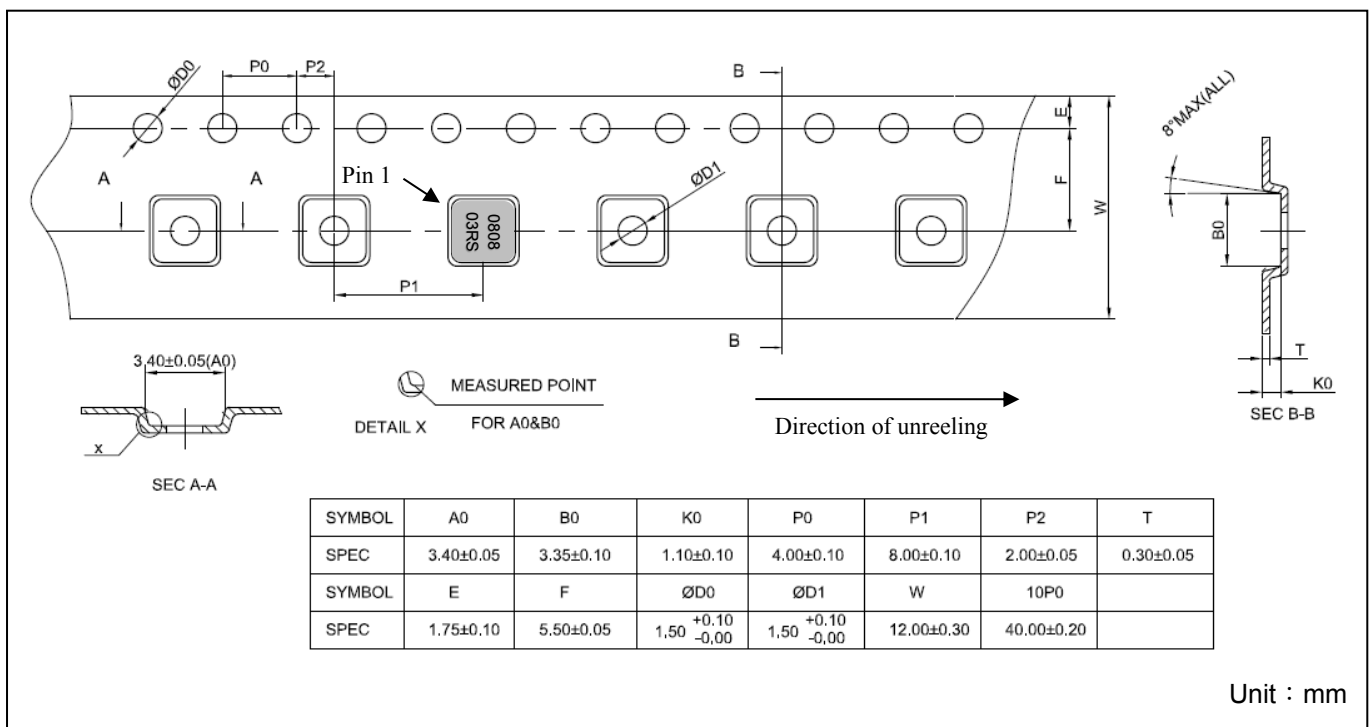 ØD0
P0
P2
B
E
8°MAX(ALL)
A
A
Pin 1
ØD1
F
W
B0
0808
03RS
P1
B
T
K0
SEC B-B
3.40±0.05(A0)
x
SEC A-A
DETAIL X
MEASURED POINT
FOR A0&B0
Direction of unreeling
SYMBOL A0 B0 K0 P0 P1 P2 T
SPEC 3.40±0.05 3.35±0.10 1.10±0.10 4.00±0.10 8.00±0.10 2.00±0.05 0.30±0.05
SYMBOL E F ØD0 ØD1 W 10P0
SPEC 1.75±0.10 5.50±0.05 1,50 +0.10 -0,00 1,50 +0.10 -0,00 12.00±0.30 40.00±0.20
Unit：mm